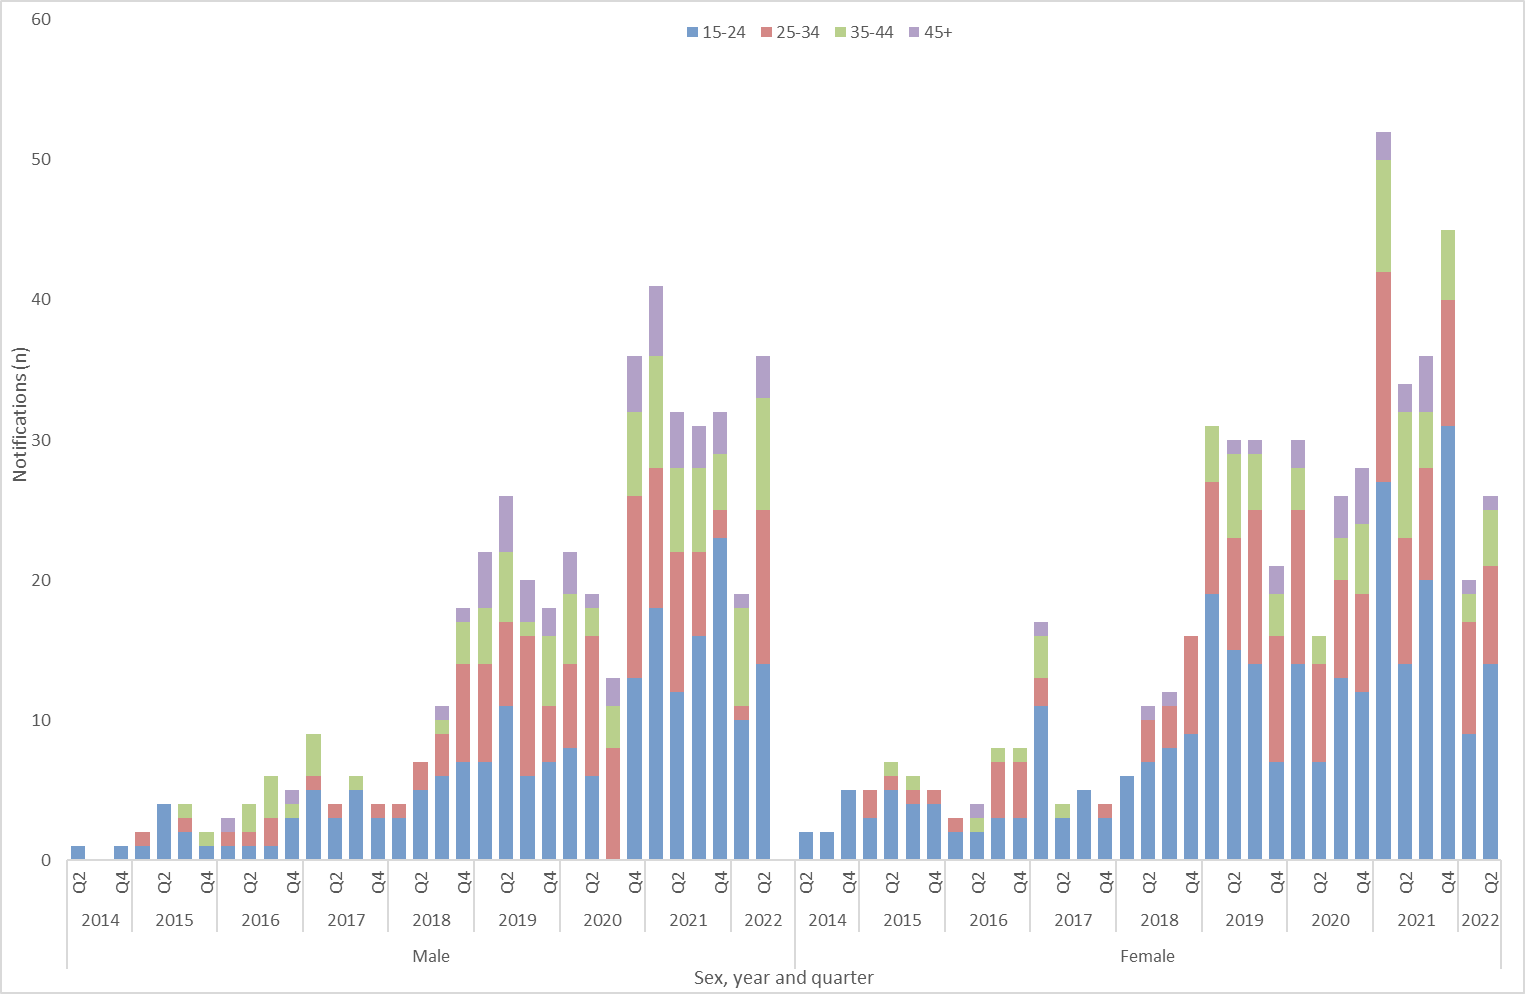 60
15-24 25-34 35-44 45+
50
40
Notifications (n)
30
20
10
0
Q2 Q4 Q2 Q4 Q2 Q4 Q2 Q4 Q2 Q4 Q2 Q4 Q2 Q4 Q2 Q4 Q2 Q2 Q4 Q2 Q4 Q2 Q4 Q2 Q4 Q2 Q4 Q2 Q4 Q2 Q4 Q2 Q4 Q2
2014 2015 2016 2017 2018 2019 2020 2021 2022 2014 2015 2016 2017 2018 2019 2020 2021 2022
Male Female
Sex, year and quarter